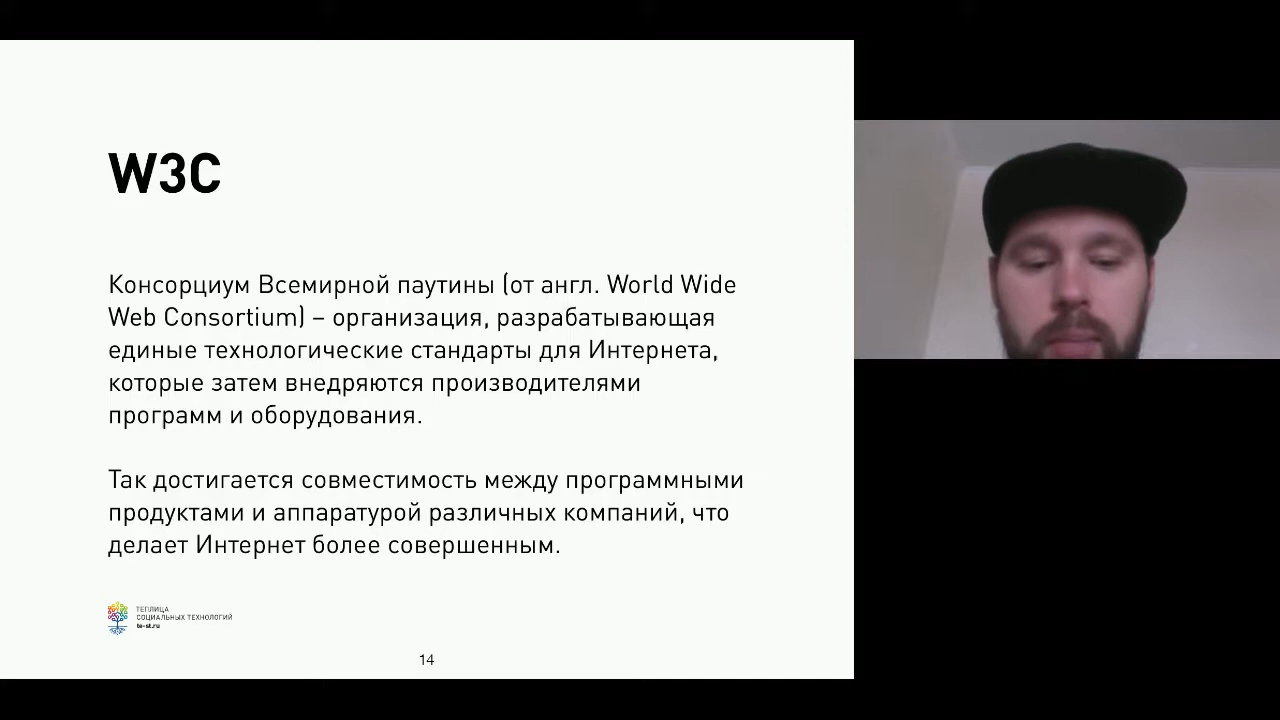 W3C
Консорциум Всемирной паутины (от англ. World Wide
Web Consortium) – организация, разрабатывающая
единые технологические стандарты для Интернета,
которые затем внедряются производителями
программ и оборудования.
Так достигается совместимость между программными
продуктами и аппаратурой различных компаний, что
делает Интернет более совершенным.
ТЕПЛИЦА
СОЦИАЛЬНЫХ ТЕХНОЛОГИЙ
te-st.ru
14